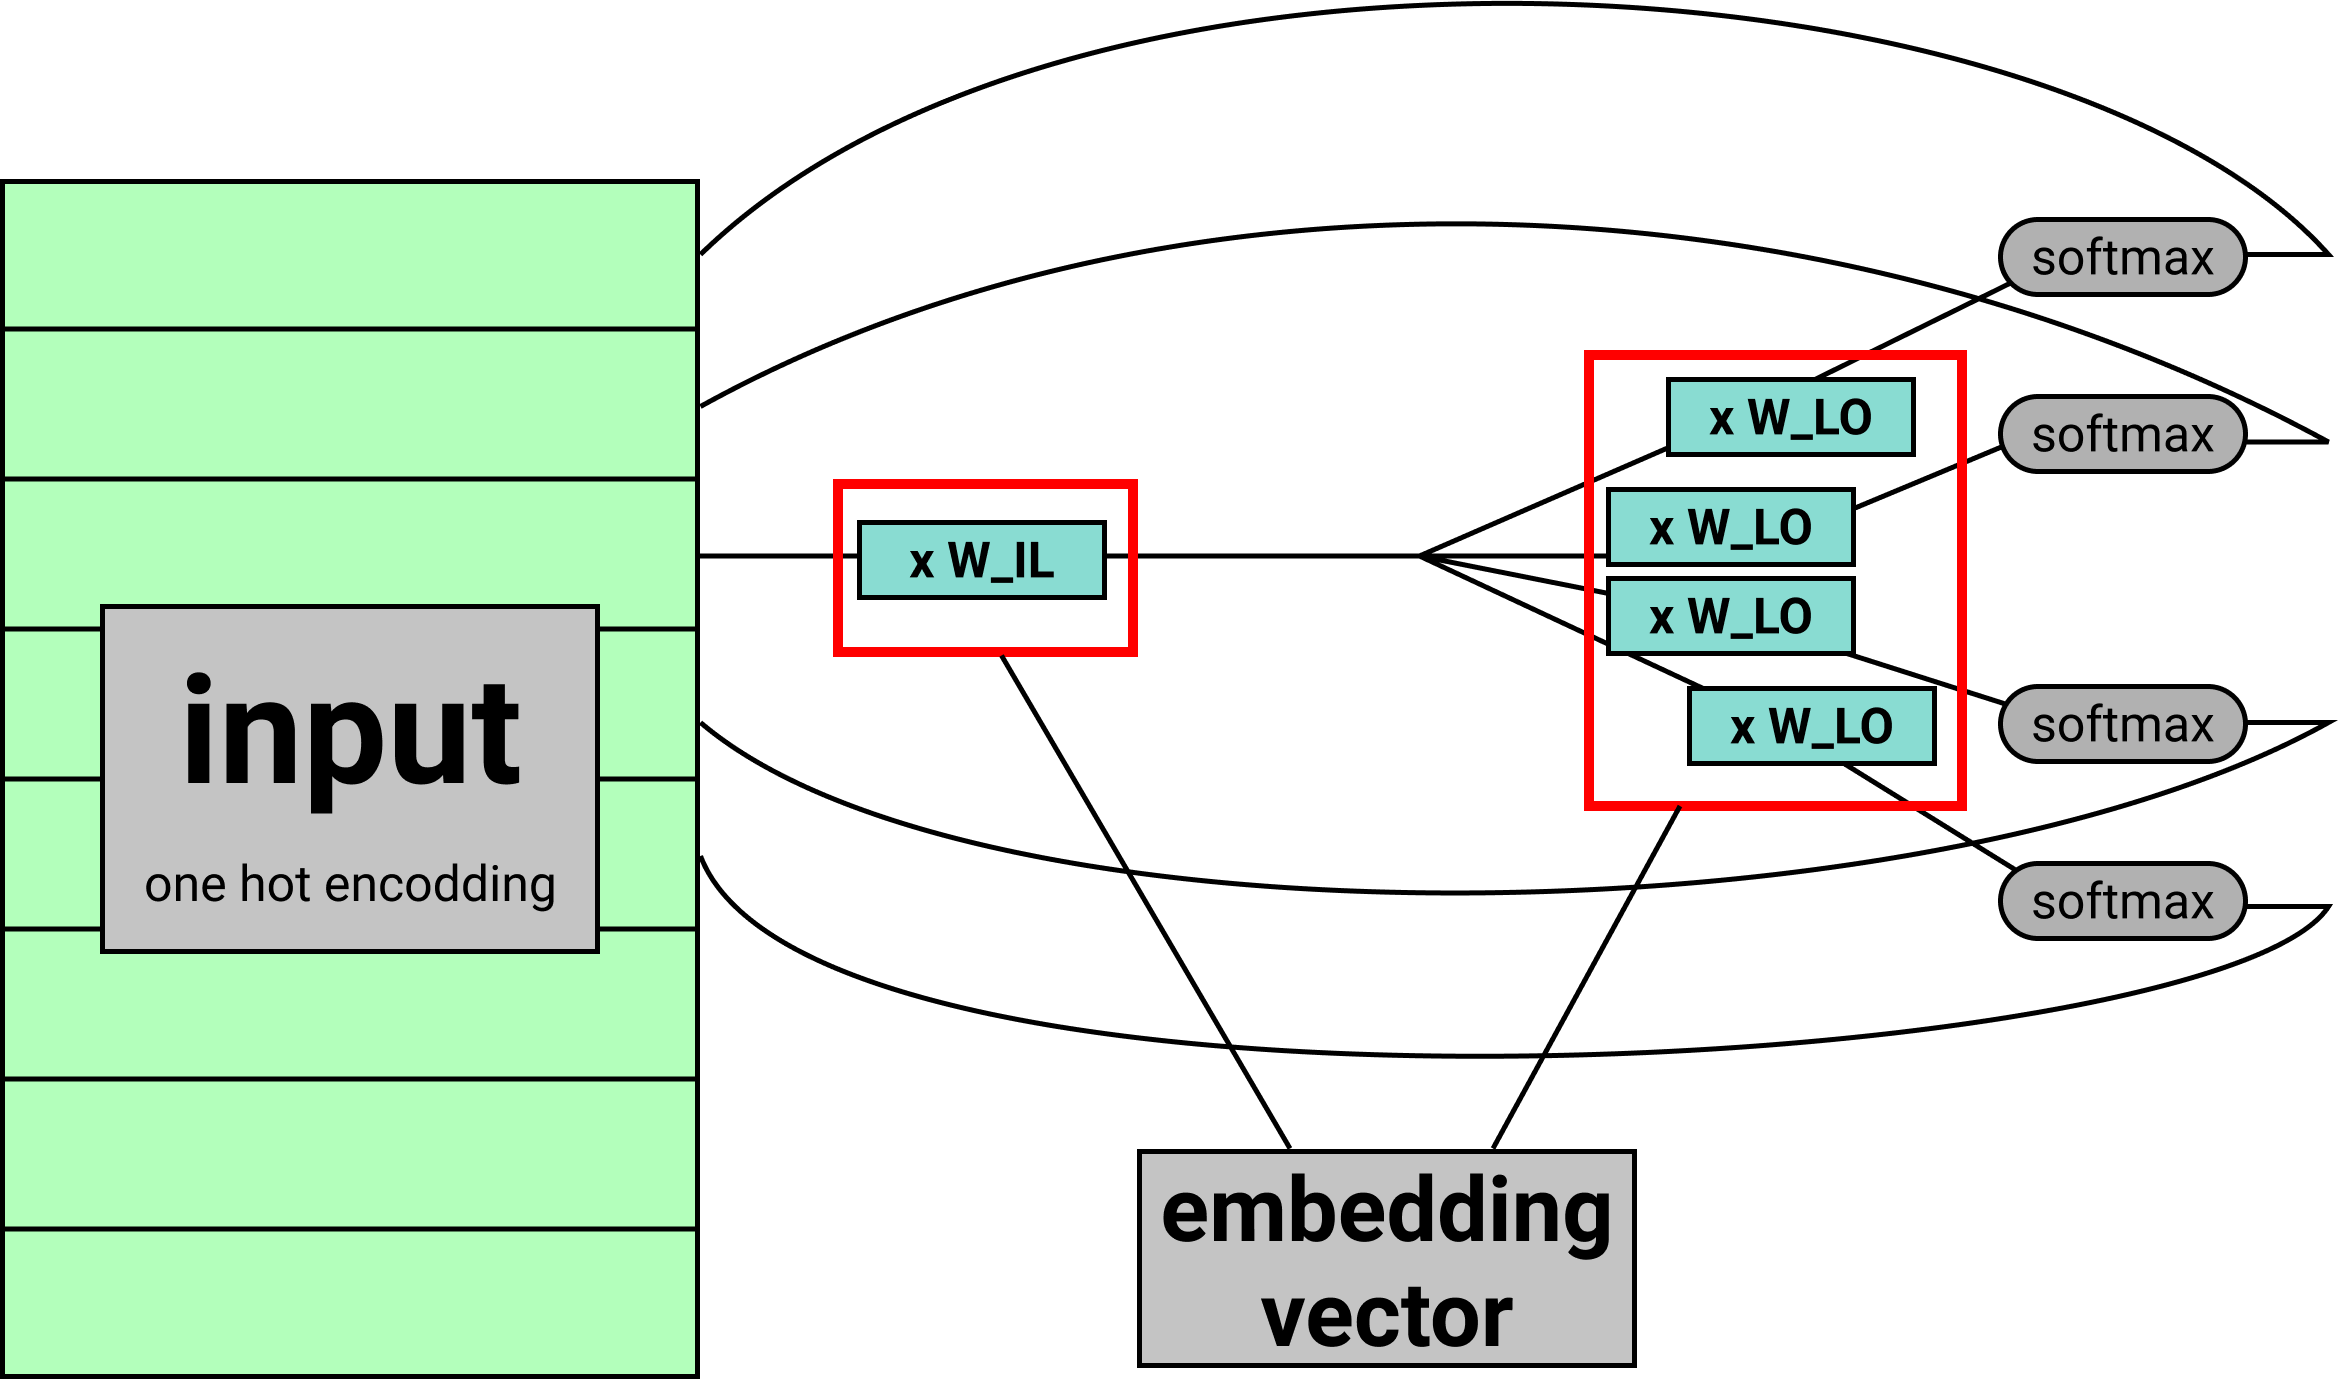 input
one hot encodding
x W_IL
x W_LO
x W_LO
x W_LO
x W_LO
softmax
softmax
softmax
softmax
embedding
vector